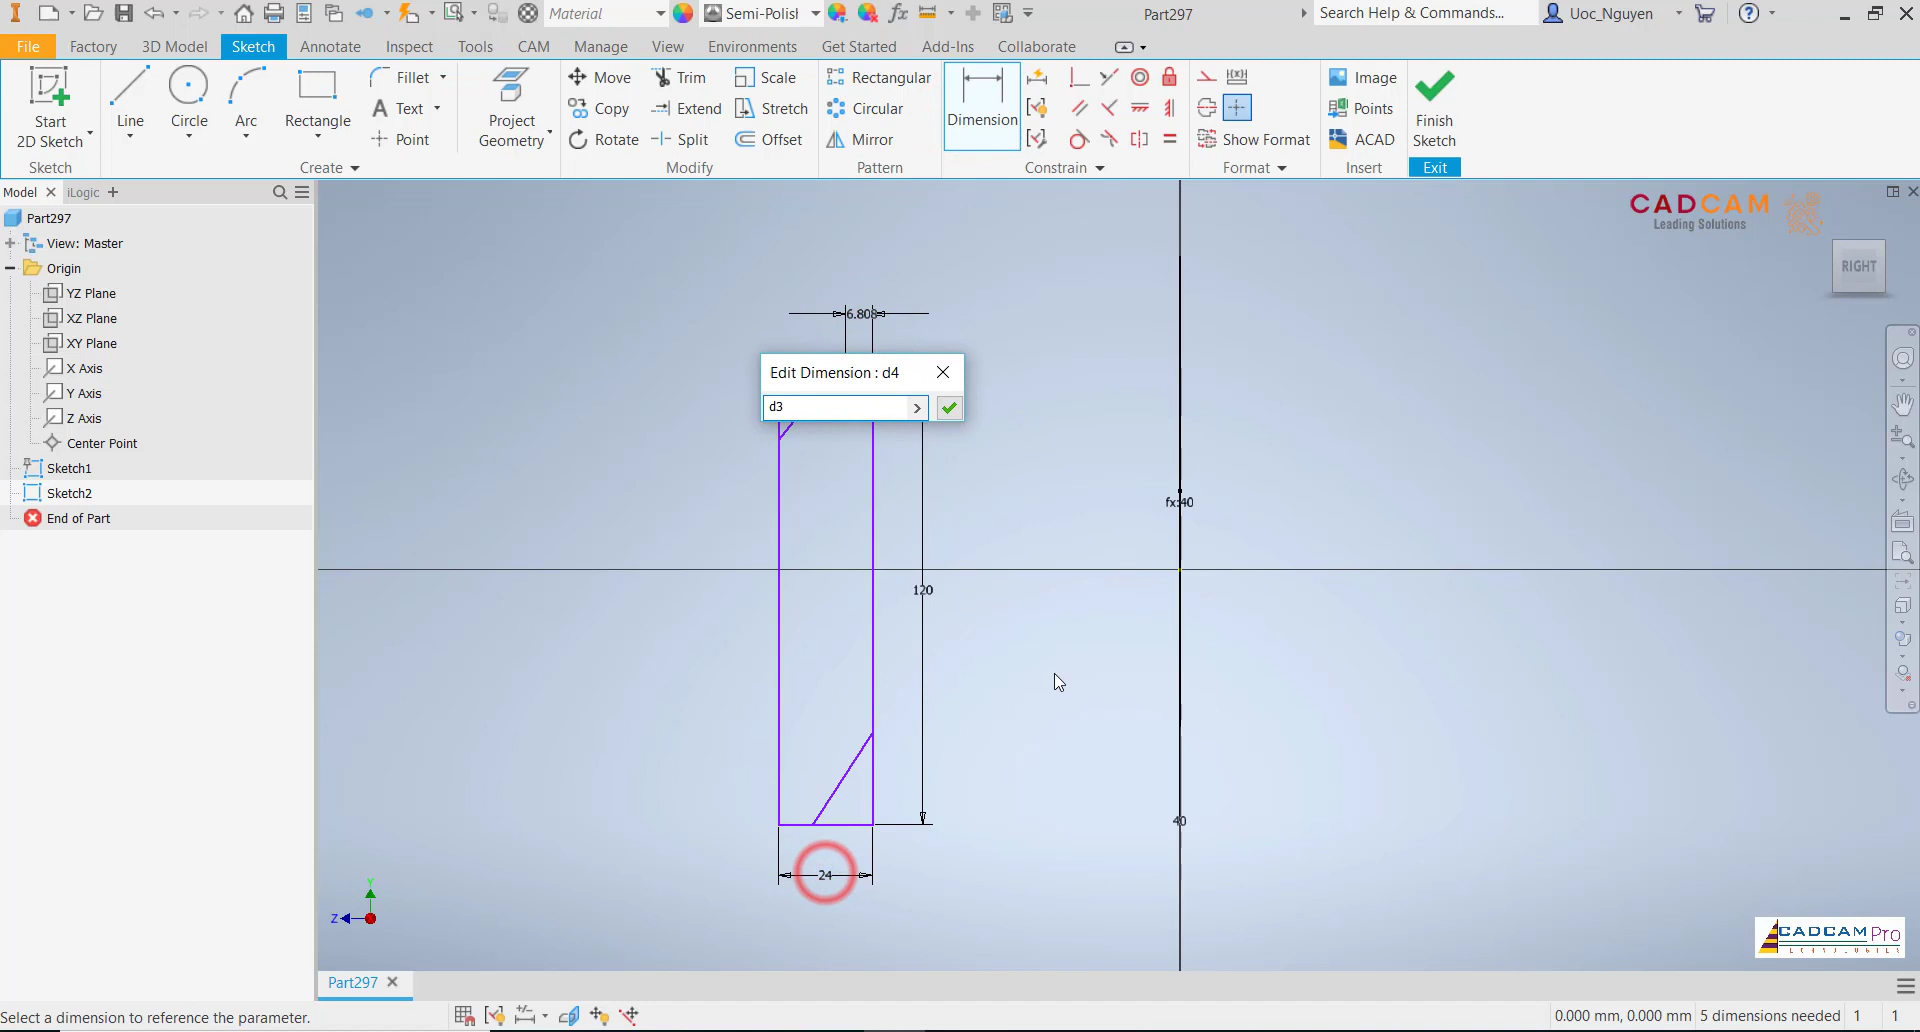 Material
Semi-Polisl
Part297
Search Help & Commands...
Uoc_Nguyen
File
Factory
3D Model
Sketch
Annotate
Inspect
Tools
CAM
Manage
View
Environments
Get Started
Add-Ins
Collaborate
Start
2D Sketch
Line
Circle
Arc
Rectangle
Fillet
Text
Point
Project
Geometry
Move
Copy
Rotate
Trim
Extend
Split
Scale
Stretch
Offset
Rectangular
Circular
Mirror
Dimension
Show Format
Image
Points
ACAD
Finish
Sketch
Sketch
Create
Modify
Pattern
Constrain
Format
Insert
Exit
Model
iLogic
Part297
View: Master
Origin
YZ Plane
XZ Plane
XY Plane
X Axis
Y Axis
Z Axis
Center Point
Sketch1
Sketch2
End of Part
CADCAM
Leading Solutions
RIGHT
6.808
Edit Dimension : d4
d3
fx:40
120
40
24
Y
Z
CADCAM Pro
Part297
Select a dimension to reference the parameter.
0.000 mm, 0.000 mm
5 dimensions needed
1
1